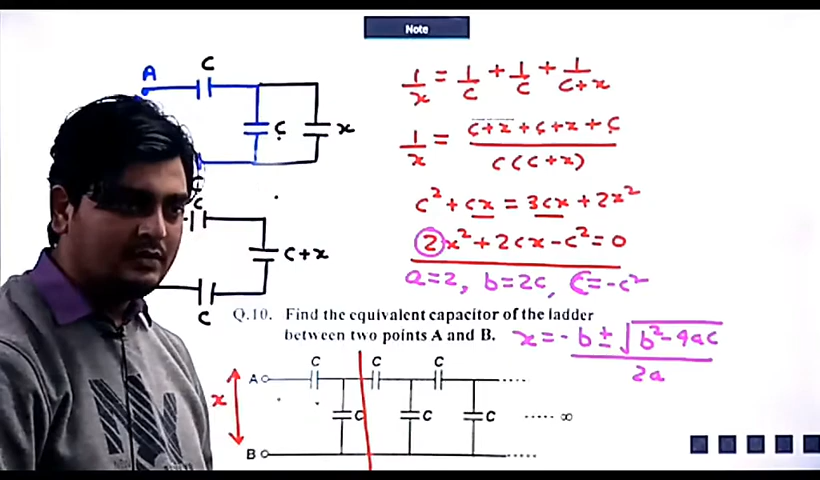 Note
A
C
C
x
C
C + x
C
1/x = 1/C + 1/C + 1/C+x
1/x = C+x + C+x + C / C(C+x)
C² + Cx = 3Cx + 2x²
2x² + 2Cx - C² = 0
a=2, b=2C, C=-C²
x = -b ± √b²-4ac / 2a
Q.10. Find the equivalent capacitor of the ladder
between two points A and B.
C C C
A
x
C C C ∞
B